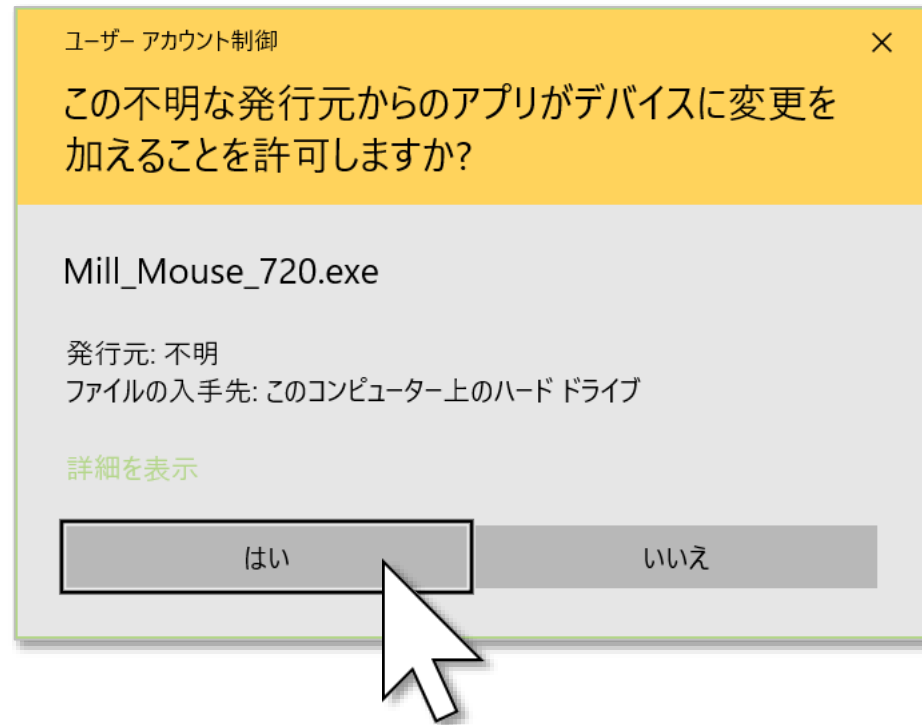 ユーザー アカウント制御
この不明な発行元からのアプリがデバイスに変更を
加えることを許可しますか?
Mill_Mouse_720.exe
発行元: 不明
ファイルの入手先: このコンピューター上のハード ドライブ
詳細を表示
はい
いいえ